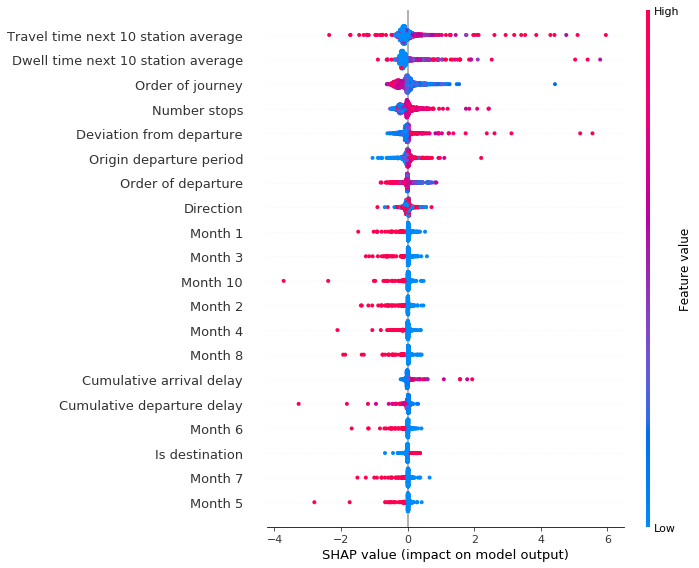 High
Travel time next 10 station average
Dwell time next 10 station average
Order of journey
Number stops
Deviation from departure
Origin departure period
Order of departure
Direction
Month 1
Month 3
Month 10
Month 2
Month 4
Month 8
Cumulative arrival delay
Cumulative departure delay
Month 6
Is destination
Month 7
Month 5
Feature value
Low
−4 −2 0 2 4 6
SHAP value (impact on model output)